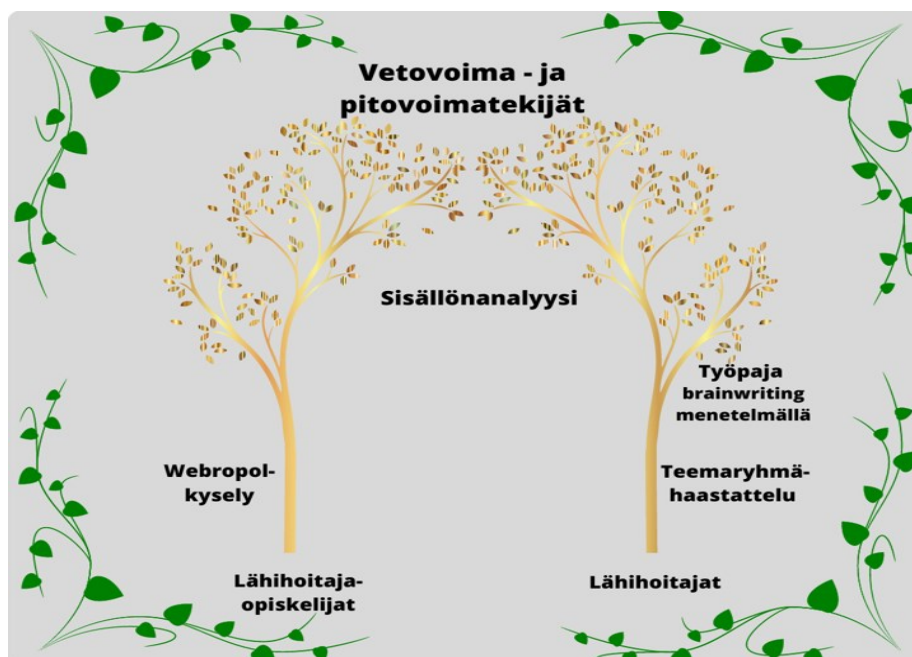 Vetovoima - ja
pitovoimatekijät
Sisällönanalyysi
Työpaja
brainwriting
menetelmällä
Webropol-
kysely
Teemaryhmä-
haastattelu
Lähihoitaja-
opiskelijat
Lähihoitajat